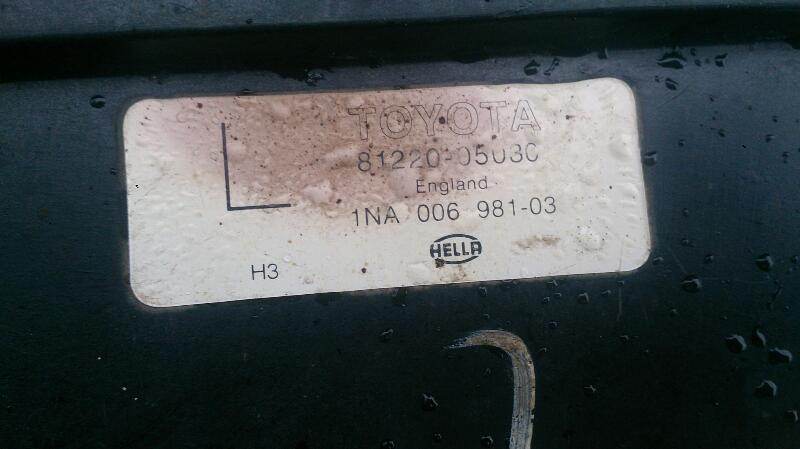 TOYOTA
L
81220-05030
England
1NA 006 981-03
HELLA
H3